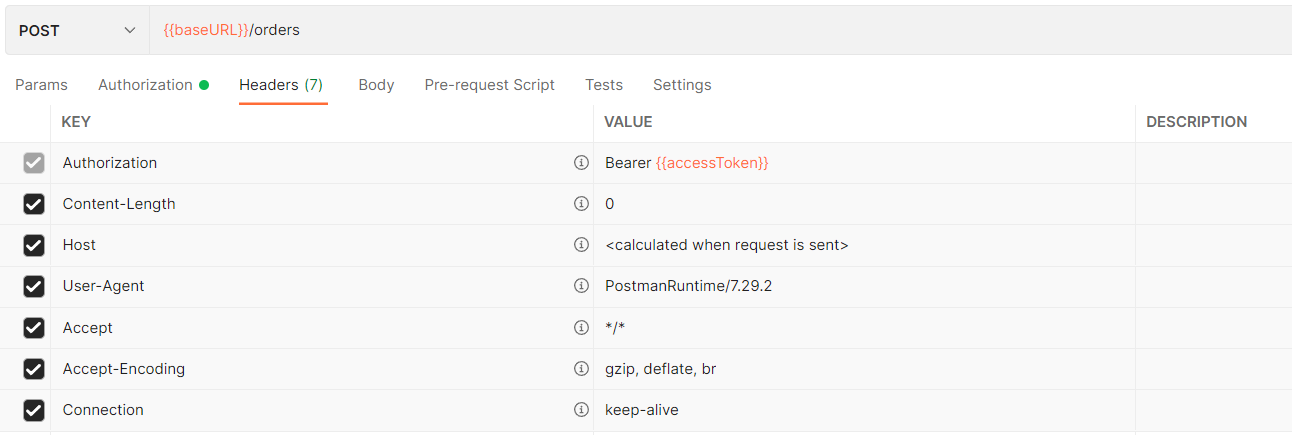 POST {{baseURL}}/orders
Params Authorization Headers (7) Body Pre-request Script Tests Settings
KEY VALUE DESCRIPTION
Authorization Bearer {{accessToken}}
Content-Length 0
Host <calculated when request is sent>
User-Agent PostmanRuntime/7.29.2
Accept */*
Accept-Encoding gzip, deflate, br
Connection keep-alive